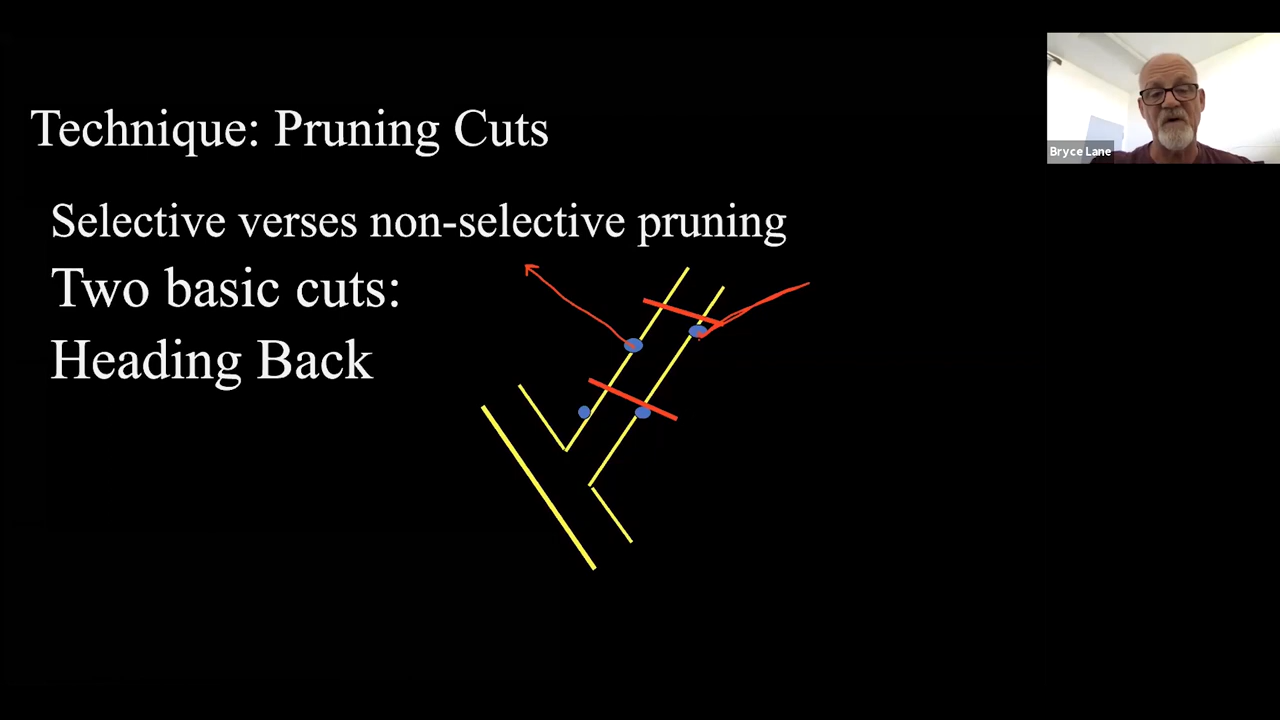 Technique: Pruning Cuts
Selective verses non-selective pruning
Two basic cuts:
Heading Back
Bryce Lane